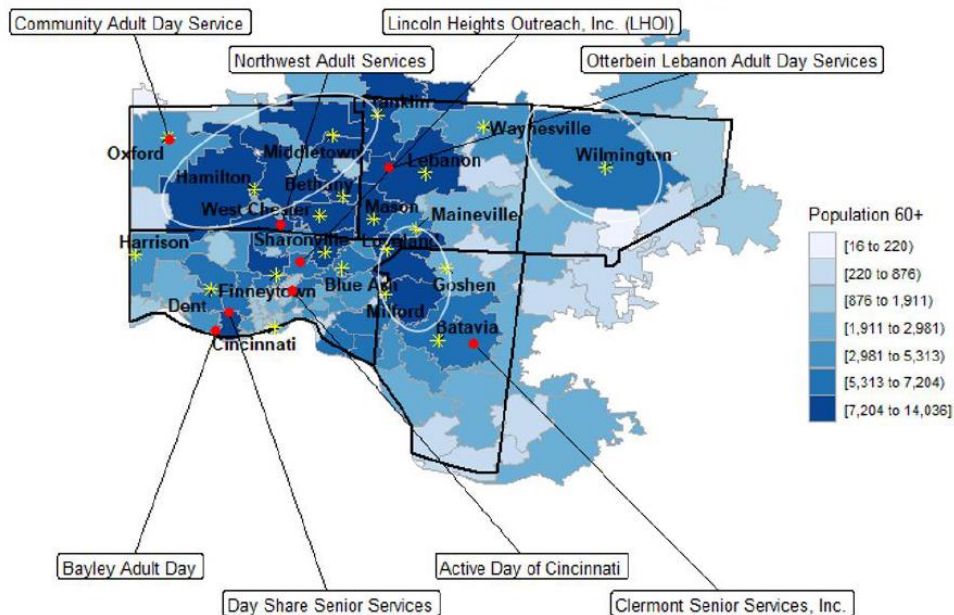 Community Adult Day Service
Lincoln Heights Outreach, Inc. (LHOI)
Northwest Adult Services
Otterbein Lebanon Adult Day Services
Waynesville
Oxford
Middletown
Lebanon
Wilmington
Hamilton
Bethany
West Chester
Mason
Maineville
Harrison
Sharonville
Blue Ash
Goshen
Dent
Finneytown
Milford
Batavia
Cincinnati
Population 60+
[16 to 220)
[220 to 876)
[876 to 1,911)
[1,911 to 2,981)
[2,981 to 5,313)
[5,313 to 7,204)
[7,204 to 14,036]
Bayley Adult Day
Active Day of Cincinnati
Day Share Senior Services
Clermont Senior Services, Inc.